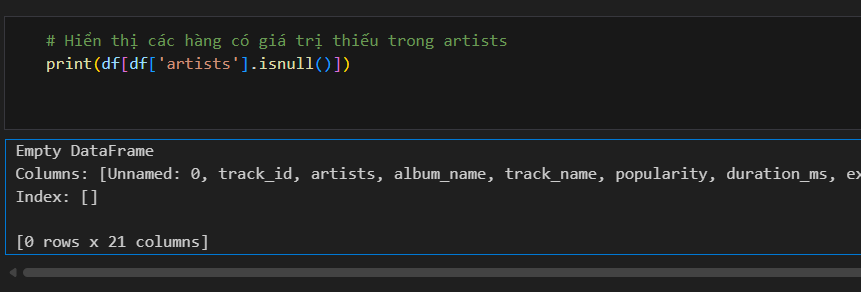 # Hiển thị các hàng có giá trị thiếu trong artists
print(df[df['artists'].isnull()])
Empty DataFrame
Columns: [Unnamed: 0, track_id, artists, album_name, track_name, popularity, duration_ms, ex
Index: []
[0 rows x 21 columns]